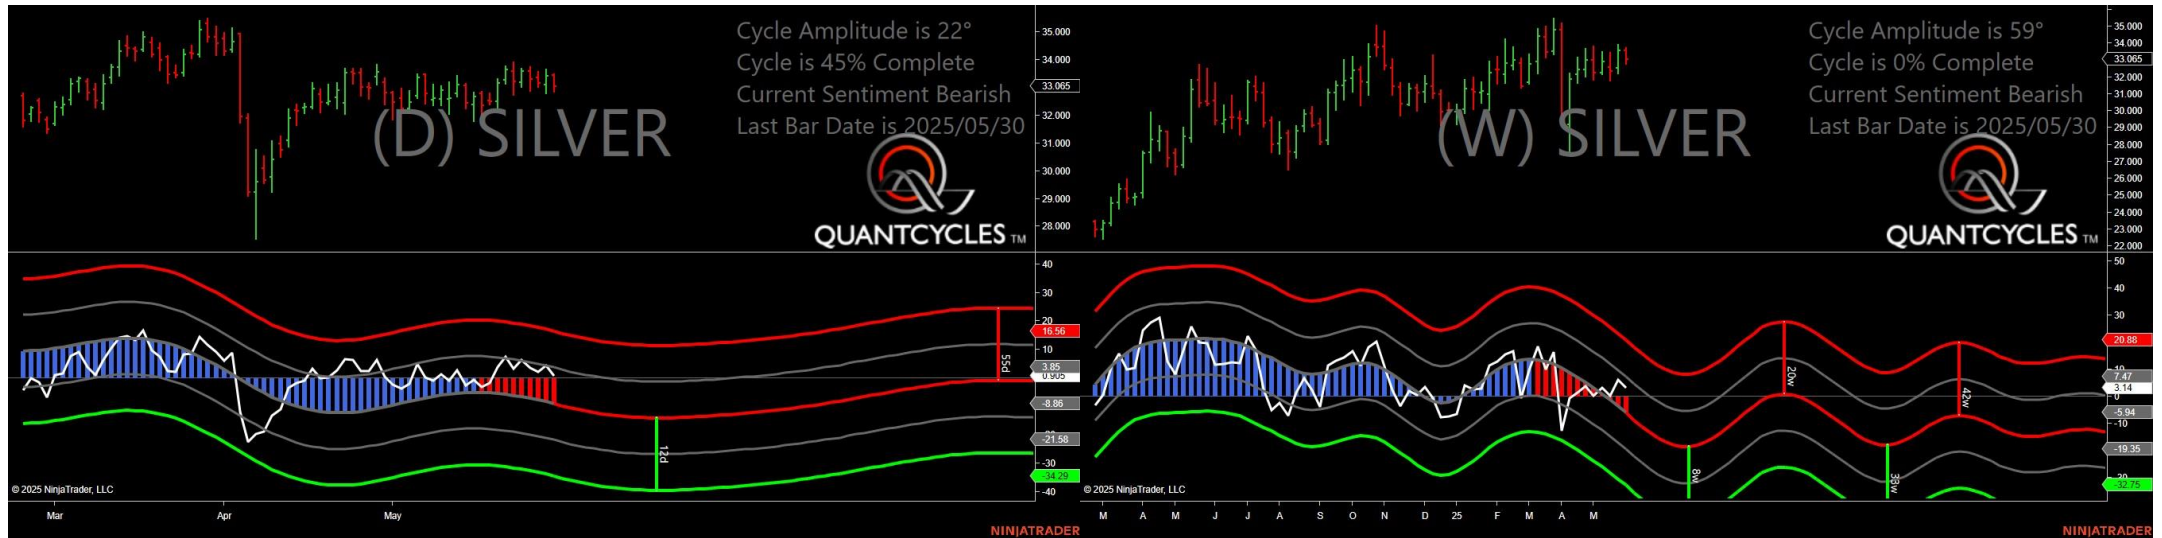 Cycle Amplitude is 22°
Cycle is 45% Complete
Current Sentiment Bearish
Last Bar Date is 2025/05/30
(D) SILVER
QUANTCYCLES TM
35.000
34.000
33.065
32.000
31.000
30.000
29.000
28.000
40
30
20
16.56
10
3.85
0.905
-8.86
-21.58
-30
-34.29
-40
55d
12d
© 2025 NinjaTrader, LLC
Mar
Apr
May
NINJATRADER
Cycle Amplitude is 59°
Cycle is 0% Complete
Current Sentiment Bearish
Last Bar Date is 2025/05/30
(W) SILVER
QUANTCYCLES TM
35.000
34.000
33.065
32.000
31.000
30.000
29.000
28.000
27.000
26.000
25.000
24.000
23.000
22.000
50
40
30
20.88
7.47
3.14
0
-5.94
-10
-19.35
-32.75
20w
42w
8w
© 2025 NinjaTrader, LLC
M A M J J A S O N D 25 F M A M
NINJATRADER